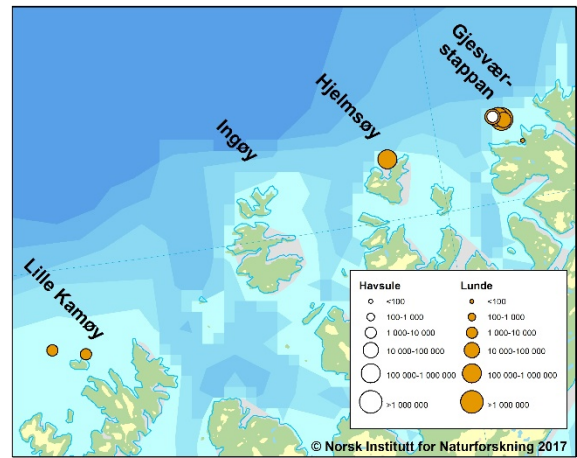 Gjesvær-
stappan
Hjelmsøy
Ingøy
Lille Kamøy
Havsule Lunde
<100 <100
100-1 000 100-1 000
1 000-10 000 1 000-10 000
10 000-100 000 10 000-100 000
100 000-1 000 000 100 000-1 000 000
>1 000 000 >1 000 000
© Norsk Institutt for Naturforskning 2017